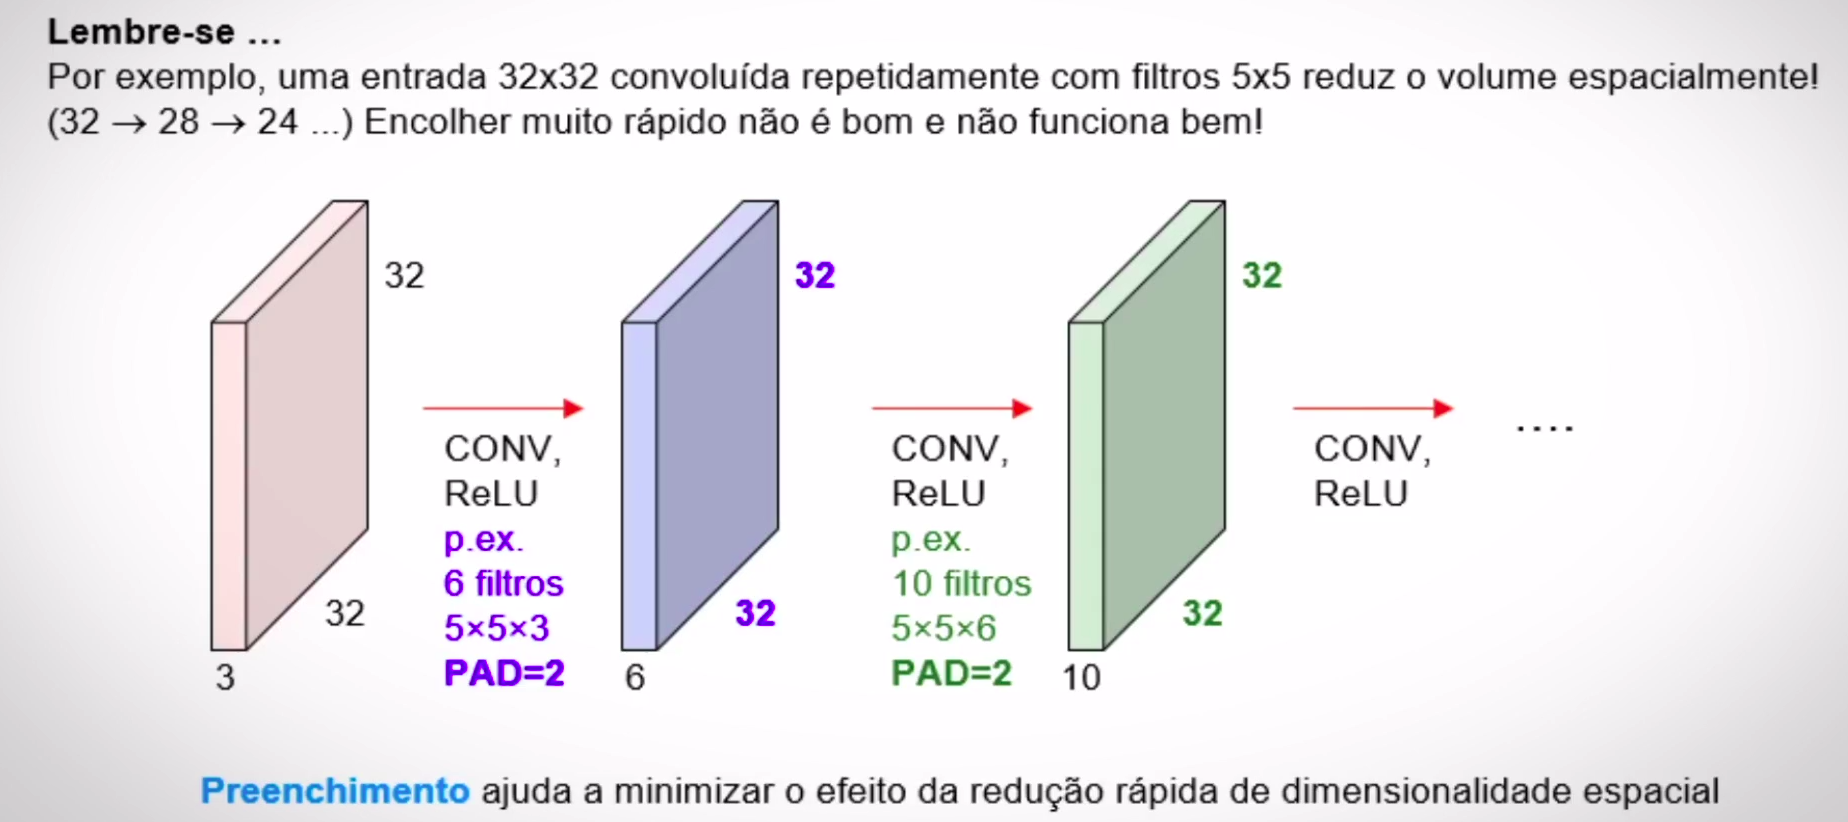 Lembre-se ...
Por exemplo, uma entrada 32x32 convoluída repetidamente com filtros 5x5 reduz o volume espacialmente!
(32 → 28 → 24 ...) Encolher muito rápido não é bom e não funciona bem!
32
32
3
CONV,
ReLU
p.ex.
6 filtros
5×5×3
PAD=2
32
32
6
CONV,
ReLU
p.ex.
10 filtros
5×5×6
PAD=2
32
32
10
CONV,
ReLU
....
Preenchimento ajuda a minimizar o efeito da redução rápida de dimensionalidade espacial